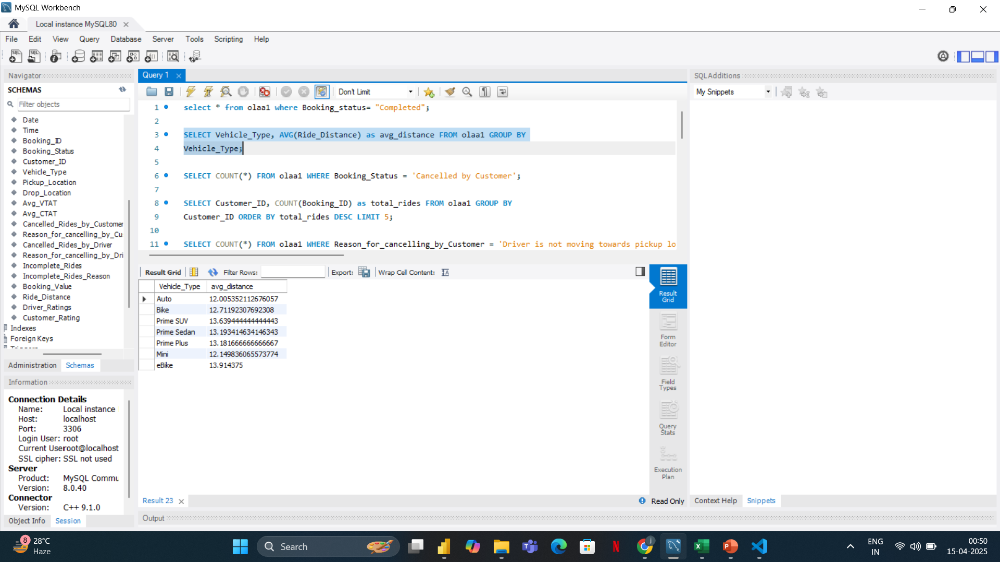 MySQL Workbench
Local instance MySQL80
File Edit View Query Database Server Tools Scripting Help
Navigator
SCHEMAS
Filter objects
Date
Time
Booking_ID
Booking_Status
Customer_ID
Vehicle_Type
Pickup_Location
Drop_Location
Avg_VTAT
Avg_CTAT
Cancelled_Rides_by_Customer
Reason_for_cancelling_by_Cu
Cancelled_Rides_by_Driver
Reason_for_cancelling_by_Dri
Incomplete_Rides
Incomplete_Rides_Reason
Booking_Value
Ride_Distance
Driver_Ratings
Customer_Rating
Indexes
Foreign Keys
Administration Schemas
Information
Connection Details
Name: Local instance
Host: localhost
Port: 3306
Login User: root
Current Use root@localhost
SSL cipher: SSL not used
Server
Product: MySQL Commu
Version: 8.0.40
Connector
Version: C++ 9.1.0
Object Info Session
Query 1
Don't Limit
1 select * from olaa1 where Booking_status= "Completed";
2
3 SELECT Vehicle_Type, AVG(Ride_Distance) as avg_distance FROM olaa1 GROUP BY
4 Vehicle_Type;
5
6 SELECT COUNT(*) FROM olaa1 WHERE Booking_Status = 'Cancelled by Customer';
7
8 SELECT Customer_ID, COUNT(Booking_ID) as total_rides FROM olaa1 GROUP BY
9 Customer_ID ORDER BY total_rides DESC LIMIT 5;
10
11 SELECT COUNT(*) FROM olaa1 WHERE Reason_for_cancelling_by_Customer = 'Driver is not moving towards pickup lo
Result Grid Filter Rows: Export: Wrap Cell Content:
Vehicle_Type avg_distance
Auto 12.005352112676057
Bike 12.71192307692308
Prime SUV 13.639444444444443
Prime Sedan 13.193414634146343
Prime Plus 13.181666666666667
Mini 12.149836065573774
eBike 13.914375
Result
Grid
Form
Editor
Field
Types
Query
Stats
Execution
Plan
Result 23
Read Only
Output
SQLAdditions
My Snippets
Context Help Snippets
8
28°C
Haze
Search
ENG
IN
00:50
15-04-2025